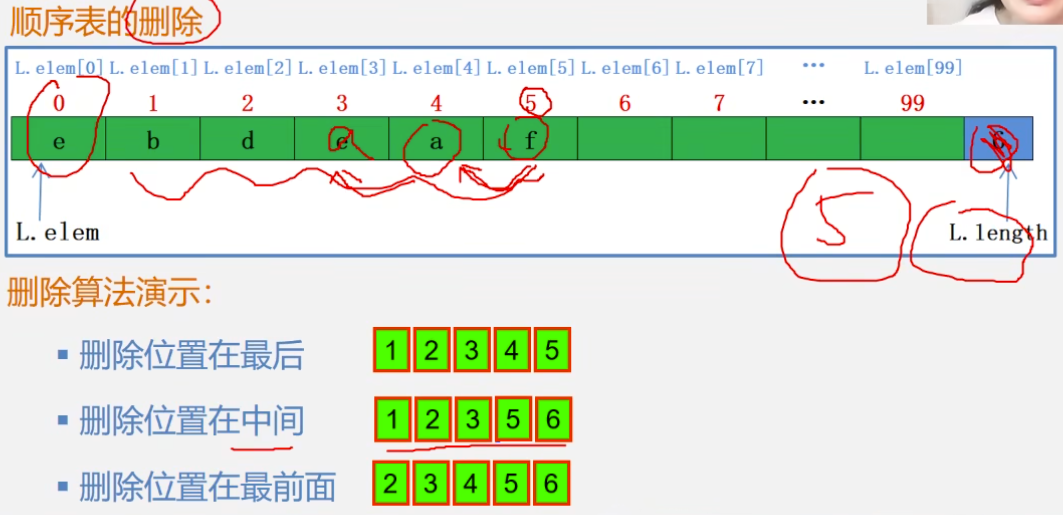 顺序表的删除
L.elem[0] L.elem[1] L.elem[2] L.elem[3] L.elem[4] L.elem[5] L.elem[6] L.elem[7] … L.elem[99]
0 1 2 3 4 5 6 7 … 99
e b d e a f 6
5
L.elem L.length
删除算法演示：
▪ 删除位置在最后 1 2 3 4 5
▪ 删除位置在中间 1 2 3 5 6
▪ 删除位置在最前面 2 3 4 5 6